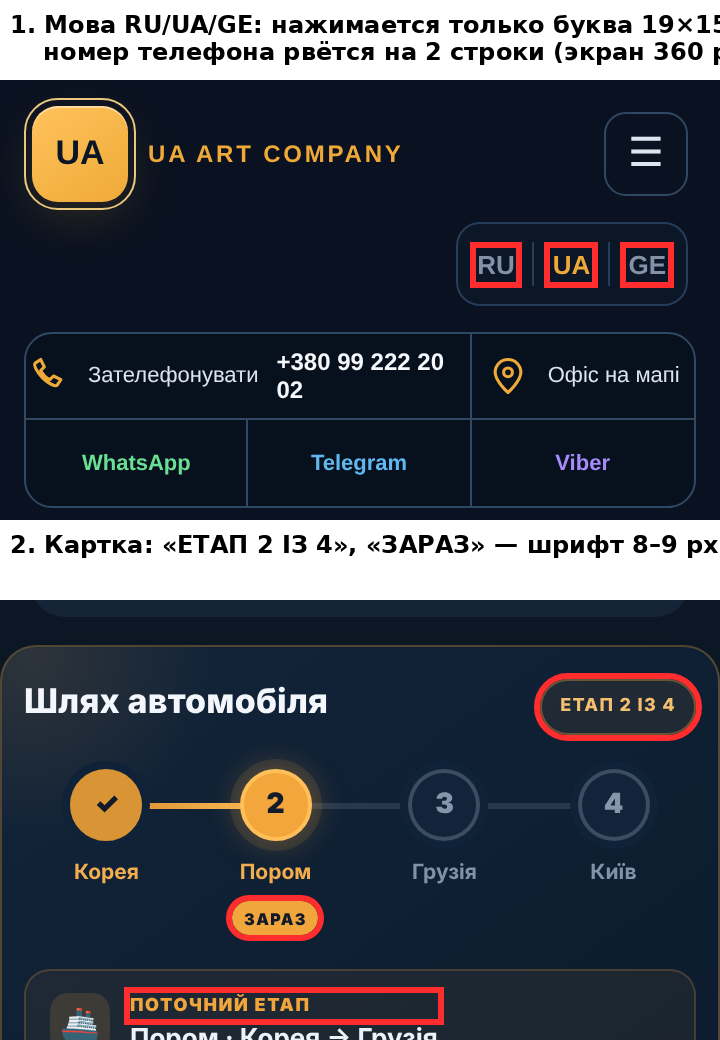 1. Мова RU/UA/GE: нажимается только буква 19×15
номер телефона рвётся на 2 строки (экран 360
UA UA ART COMPANY
RU UA GE
Зателефонувати +380 99 222 20
02
Офіс на мапі
WhatsApp Telegram Viber
2. Картка: «ЕТАП 2 ІЗ 4», «ЗАРАЗ» — шрифт 8–9 px
Шлях автомобіля ЕТАП 2 ІЗ 4
2 3 4
Корея Пором Грузія Київ
ЗАРАЗ
ПОТОЧНИЙ ЕТАП
Пором · Корея → Грузія